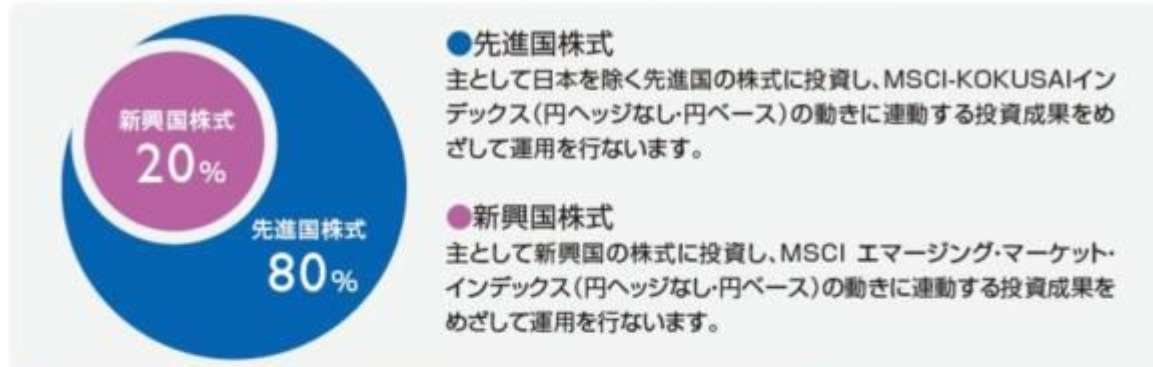 新興国株式
20%
先進国株式
80%
●先進国株式
主として日本を除く先進国の株式に投資し、MSCI-KOKUSAIイン
デックス(円ヘッジなし・円ベース)の動きに連動する投資成果をめ
ざして運用を行ないます。
●新興国株式
主として新興国の株式に投資し、MSCI エマージング・マーケット・
インデックス(円ヘッジなし・円ベース)の動きに連動する投資成果を
めざして運用を行ないます。